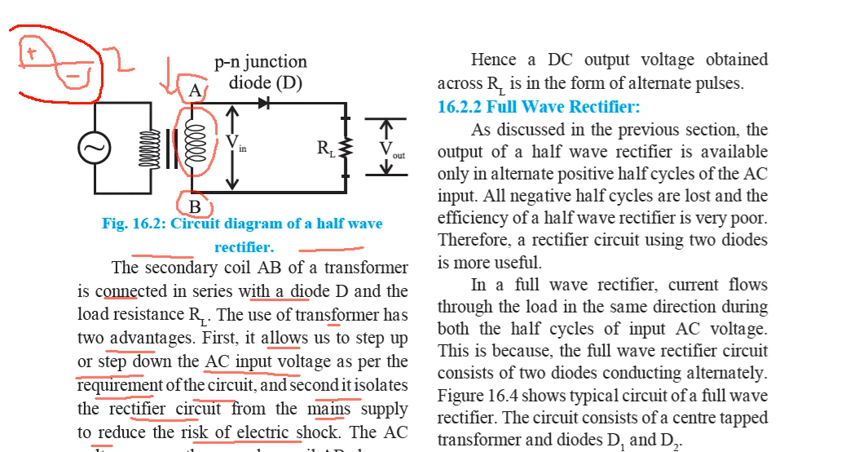 +
-
2
p-n junction
diode (D)
A
V in
R L
V out
B
Fig. 16.2: Circuit diagram of a half wave
rectifier.
The secondary coil AB of a transformer
is connected in series with a diode D and the
load resistance R L. The use of transformer has
two advantages. First, it allows us to step up
or step down the AC input voltage as per the
requirement of the circuit, and second it isolates
the rectifier circuit from the mains supply
to reduce the risk of electric shock. The AC
Hence a DC output voltage obtained
across R L is in the form of alternate pulses.
16.2.2 Full Wave Rectifier:
As discussed in the previous section, the
output of a half wave rectifier is available
only in alternate positive half cycles of the AC
input. All negative half cycles are lost and the
efficiency of a half wave rectifier is very poor.
Therefore, a rectifier circuit using two diodes
is more useful.
In a full wave rectifier, current flows
through the load in the same direction during
both the half cycles of input AC voltage.
This is because, the full wave rectifier circuit
consists of two diodes conducting alternately.
Figure 16.4 shows typical circuit of a full wave
rectifier. The circuit consists of a centre tapped
transformer and diodes D1 and D2.